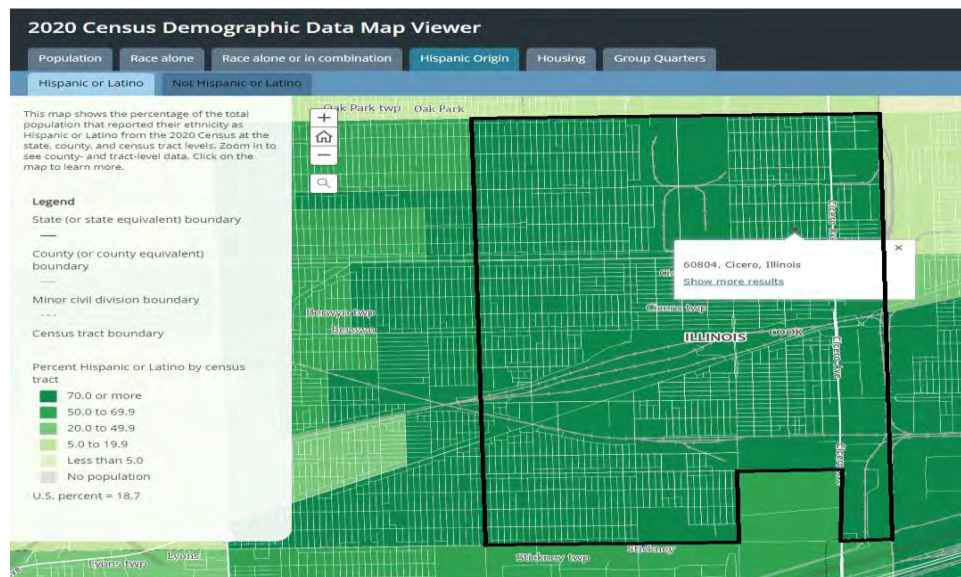 2020 Census Demographic Data Map Viewer
Population Race alone Race alone or in combination Hispanic Origin Housing Group Quarters
Hispanic or Latino Not Hispanic or Latino
This map shows the percentage of the total
population that reported their ethnicity as
Hispanic or Latino from the 2020 Census at the
state, county, and census tract levels. Zoom in to
see county- and tract-level data. Click on the
map to learn more.
Legend
State (or state equivalent) boundary
County (or county equivalent)
boundary
Minor civil division boundary
Census tract boundary
Percent Hispanic or Latino by census
tract
70.0 or more
50.0 to 69.9
20.0 to 49.9
5.0 to 19.9
Less than 5.0
No population
U.S. percent = 18.7
Oak Park twp Oak Park
Cicero Ave
60804, Cicero, Illinois
Show more results
Berwyn twp
Berwyn
Cicero twp
ILLINOIS COOK
Cicero Ave
Cicero Ave
Stickney twp Stickney
Lyons twp Lyons